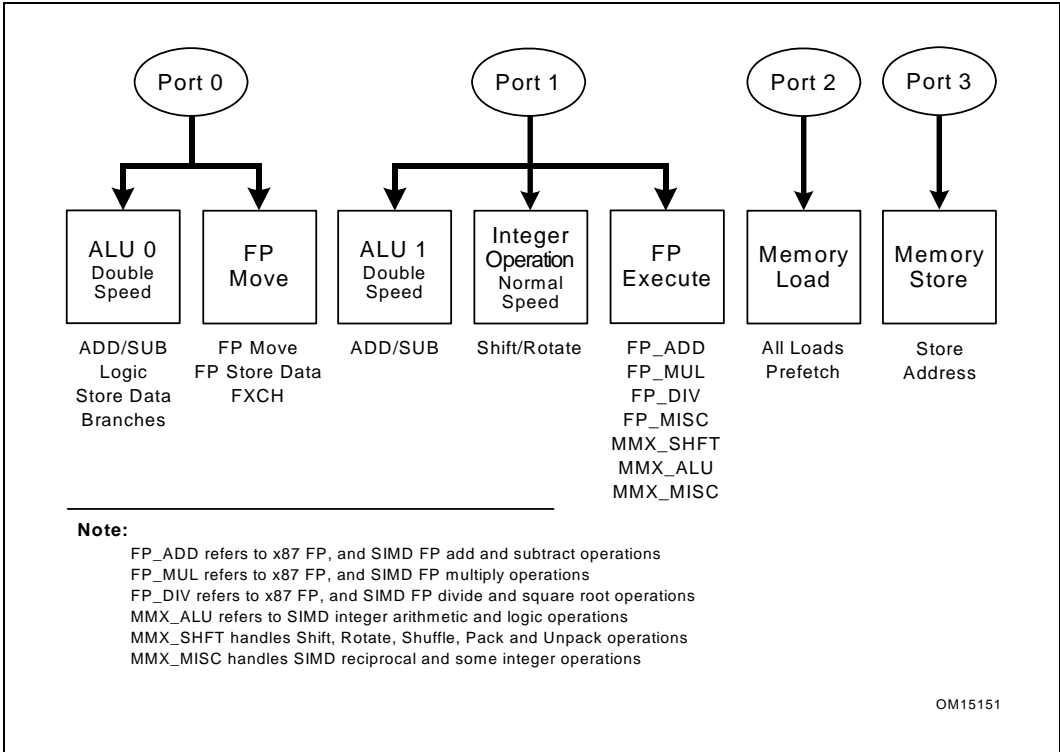 Port 0
Port 1
Port 2
Port 3
ALU 0
Double
Speed
FP
Move
ALU 1
Double
Speed
Integer
Operation
Normal
Speed
FP
Execute
Memory
Load
Memory
Store
ADD/SUB
Logic
Store Data
Branches
FP Move
FP Store Data
FXCH
ADD/SUB
Shift/Rotate
FP_ADD
FP_MUL
FP_DIV
FP_MISC
MMX_SHFT
MMX_ALU
MMX_MISC
All Loads
Prefetch
Store
Address
Note:
FP_ADD refers to x87 FP, and SIMD FP add and subtract operations
FP_MUL refers to x87 FP, and SIMD FP multiply operations
FP_DIV refers to x87 FP, and SIMD FP divide and square root operations
MMX_ALU refers to SIMD integer arithmetic and logic operations
MMX_SHFT handles Shift, Rotate, Shuffle, Pack and Unpack operations
MMX_MISC handles SIMD reciprocal and some integer operations
OM15151